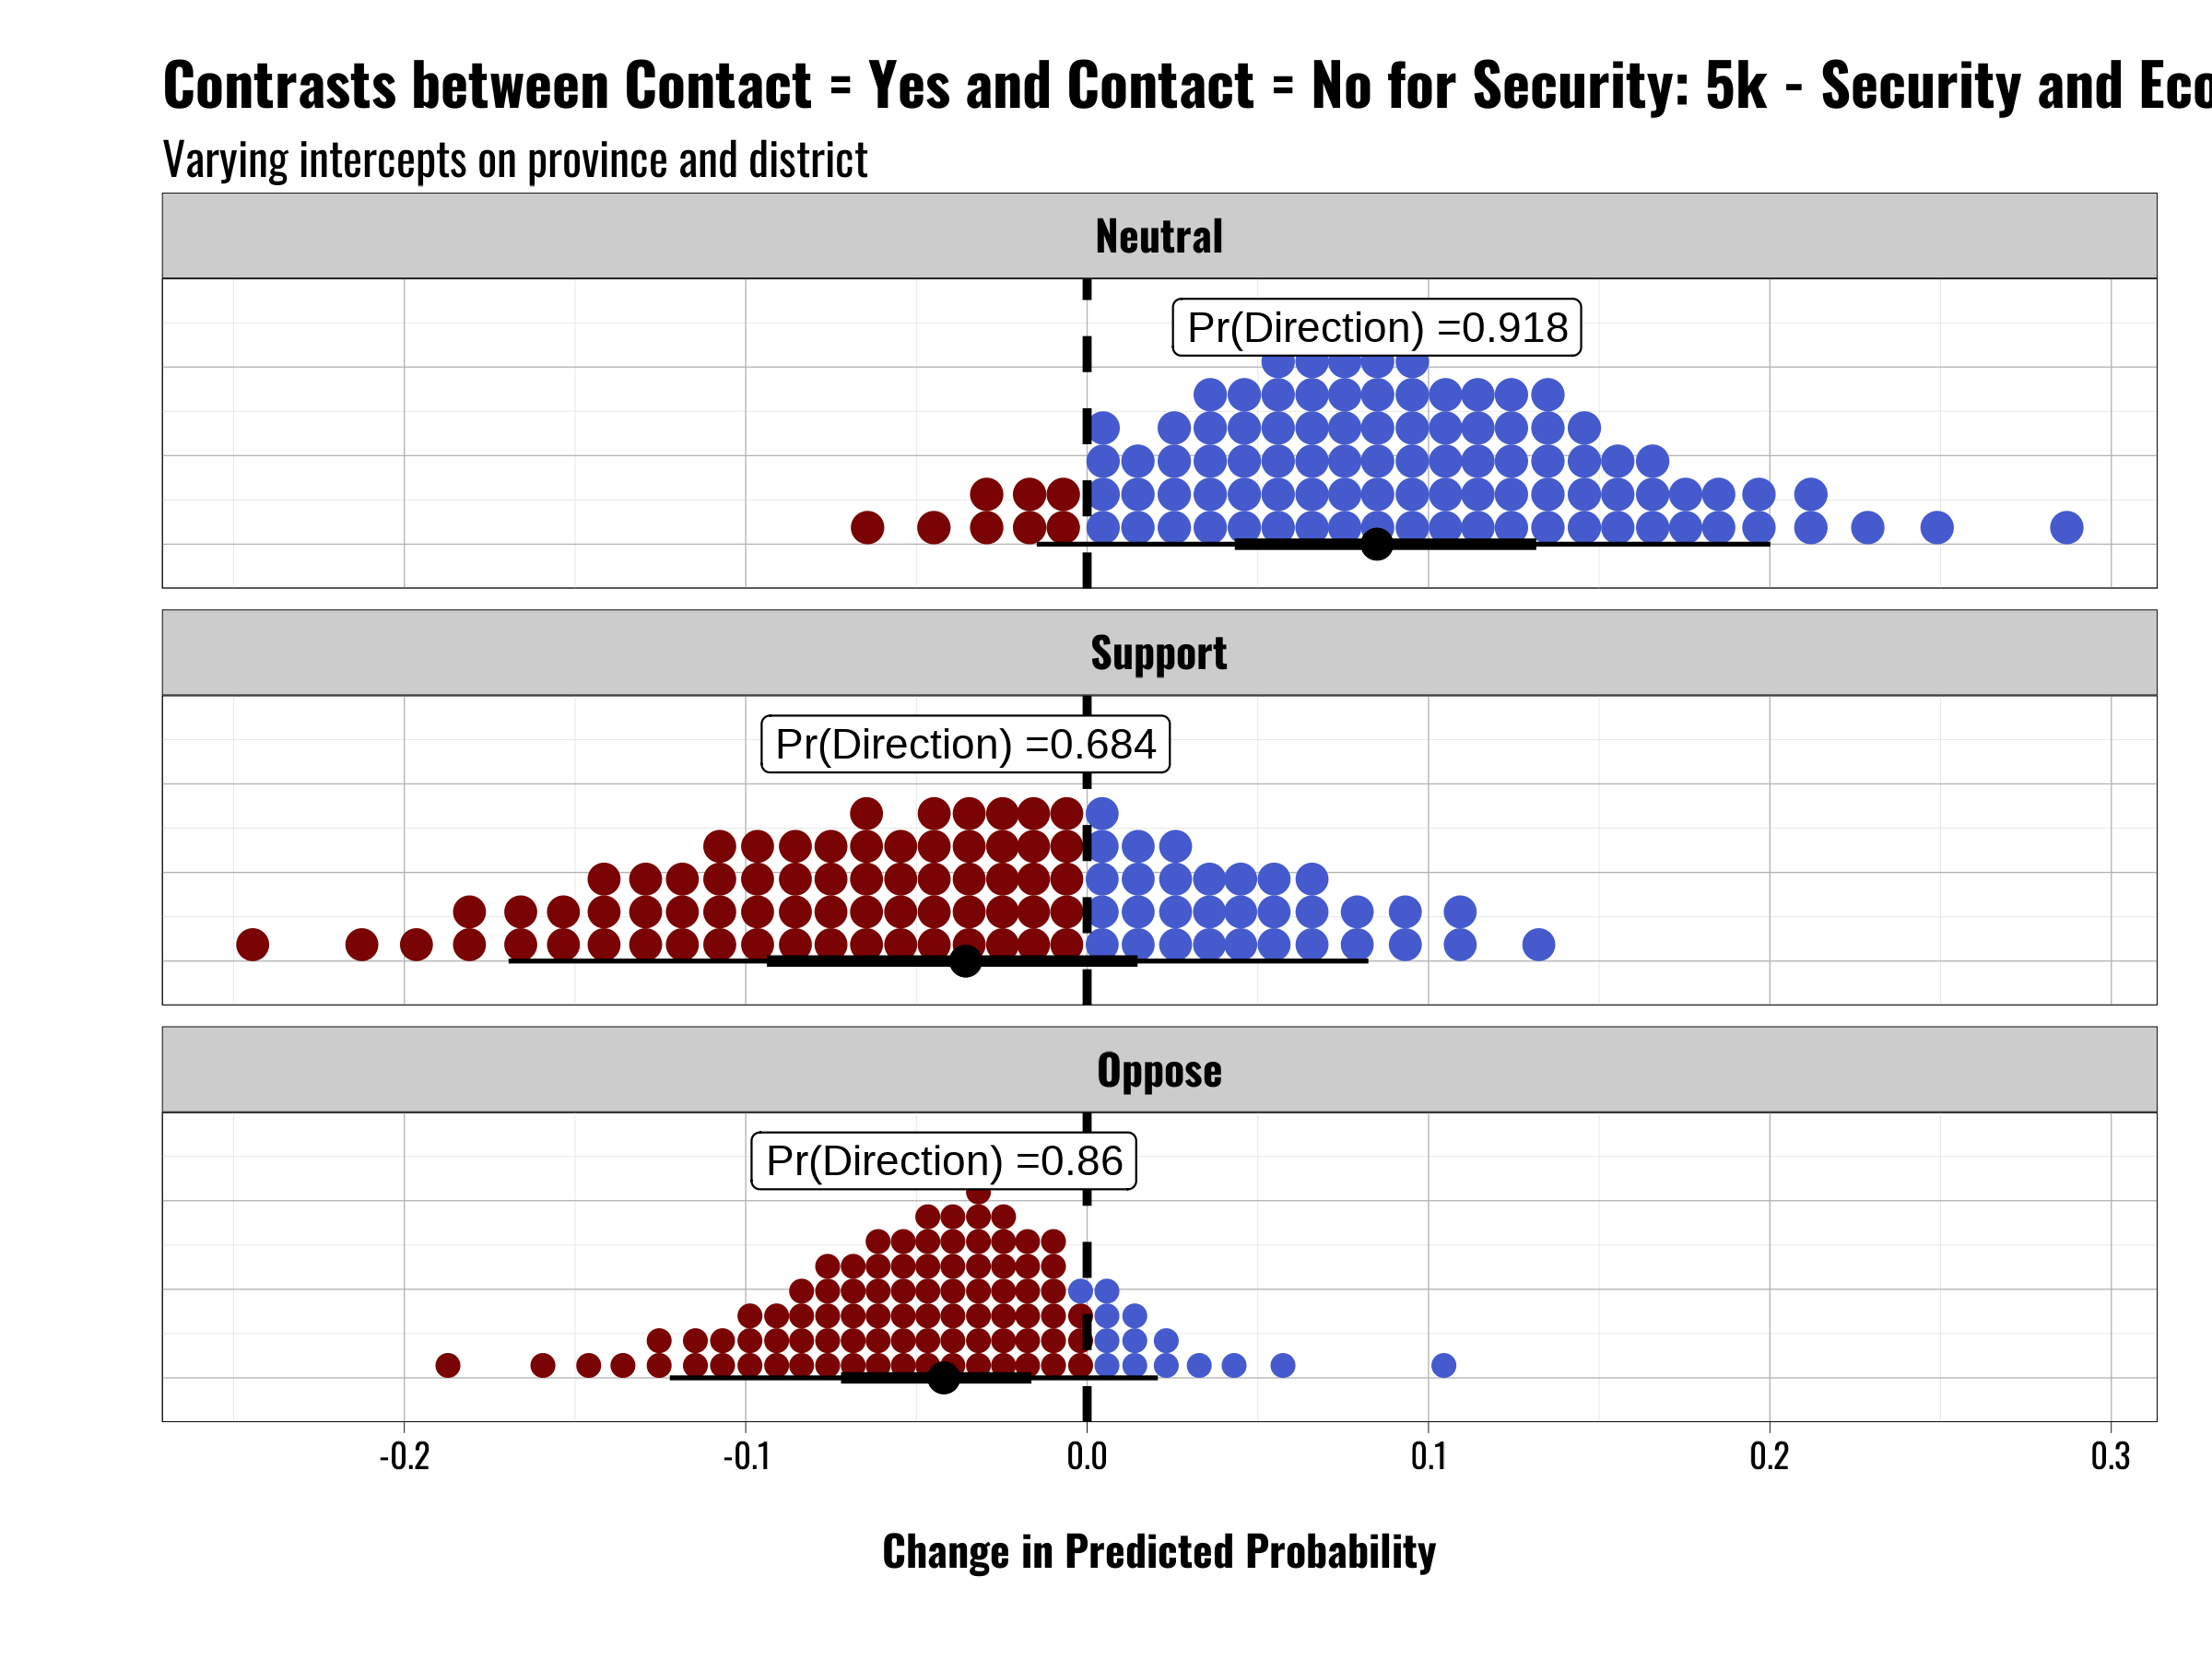 Contrasts between Contact = Yes and Contact = No for Security: 5k - Security and Eco
Varying intercepts on province and district
Neutral
Pr(Direction) =0.918
Support
Pr(Direction) =0.684
Oppose
Pr(Direction) =0.86
-0.2 -0.1 0.0 0.1 0.2 0.3
Change in Predicted Probability